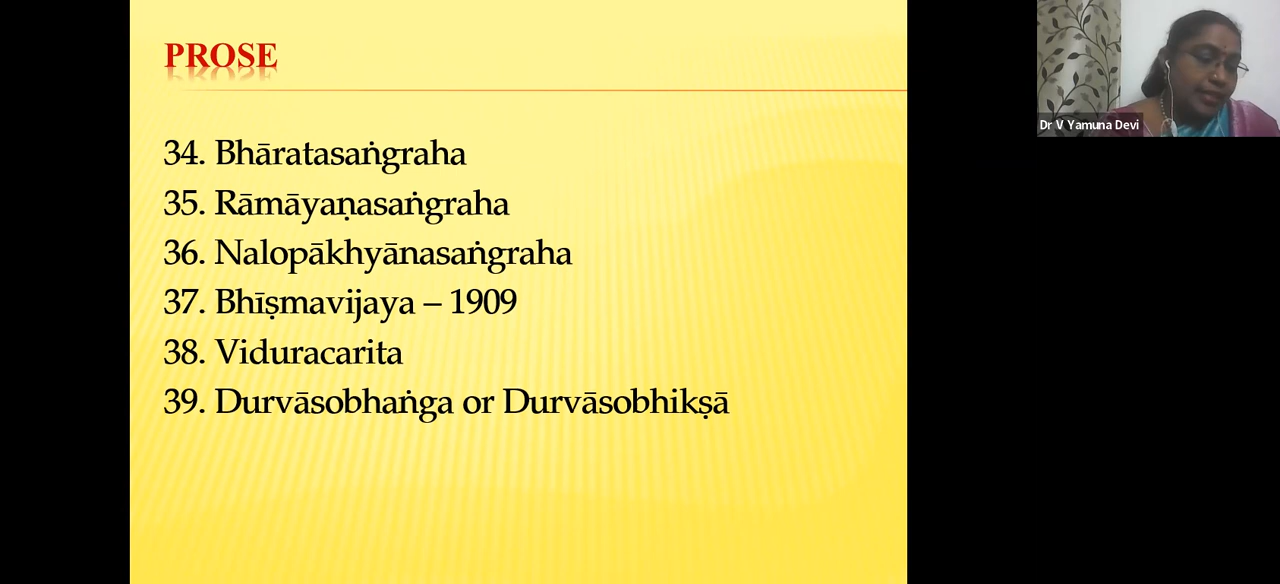 PROSE
34. Bhāratasaṅgraha
35. Rāmāyaṇasaṅgraha
36. Nalopākhyānasaṅgraha
37. Bhīṣmavijaya – 1909
38. Viduracarita
39. Durvāsobhaṅga or Durvāsobhikṣā
Dr V Yamuna Devi